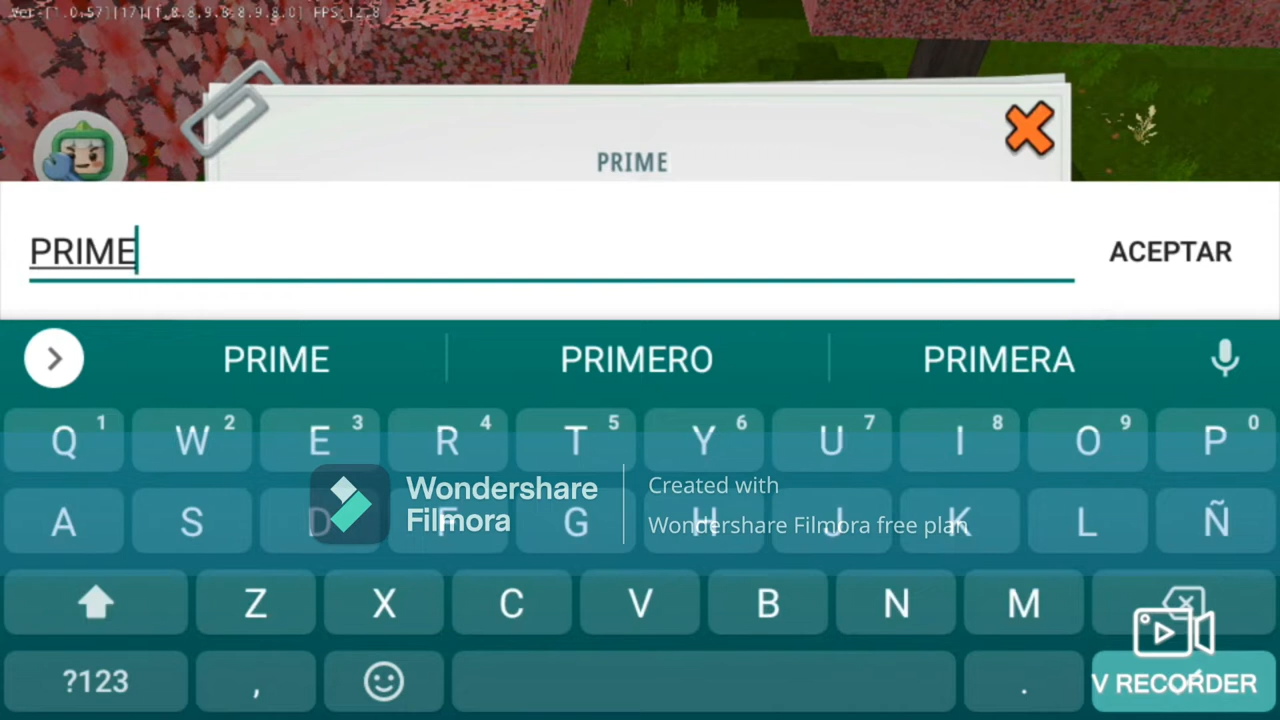 PRIME
PRIME
ACEPTAR
PRIME PRIMERO PRIMERA
Q 1 W 2 E 3 R 4 T 5 Y 6 U 7 I 8 O 9 P 0
A S D F G H J K L Ñ
Wondershare
Filmora
Created with
Wondershare Filmora free plan
Z X C V B N M
?123 , .
V RECORDER